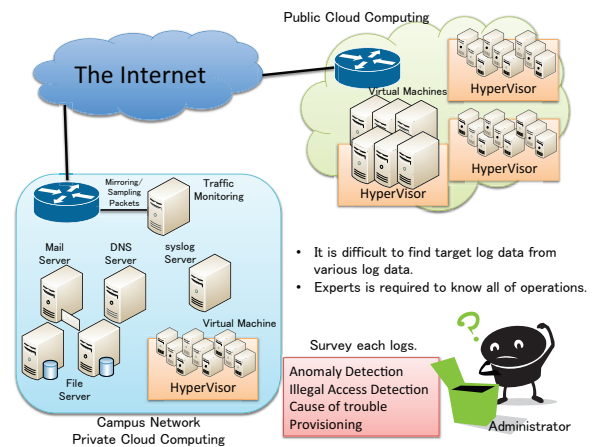 Public Cloud Computing
The Internet
Virtual Machines
HyperVisor
HyperVisor
HyperVisor
Mirroring/
Sampling
Packets
Traffic
Monitoring
Mail
Server
DNS
Server
syslog
Server
File
Server
Virtual Machine
HyperVisor
Campus Network
Private Cloud Computing
• It is difficult to find target log data from
various log data.
• Experts is required to know all of operations.
Survey each logs.
Anomaly Detection
Illegal Access Detection
Cause of trouble
Provisioning
?
Administrator